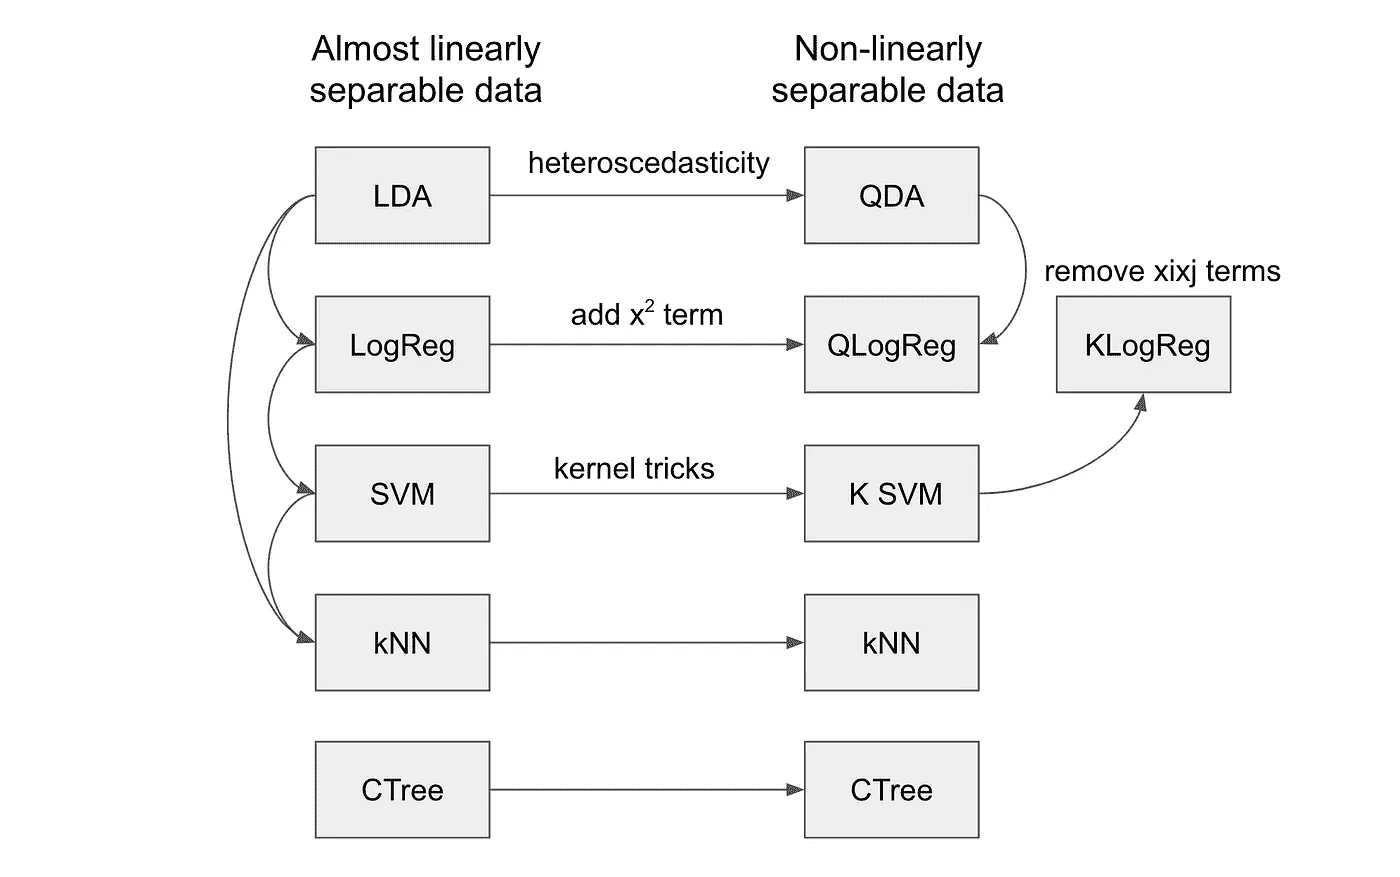 Almost linearly
separable data
Non-linearly
separable data
LDA
heteroscedasticity
QDA
remove xixj terms
LogReg
add x² term
QLogReg
KLogReg
SVM
kernel tricks
K SVM
kNN
kNN
CTree
CTree